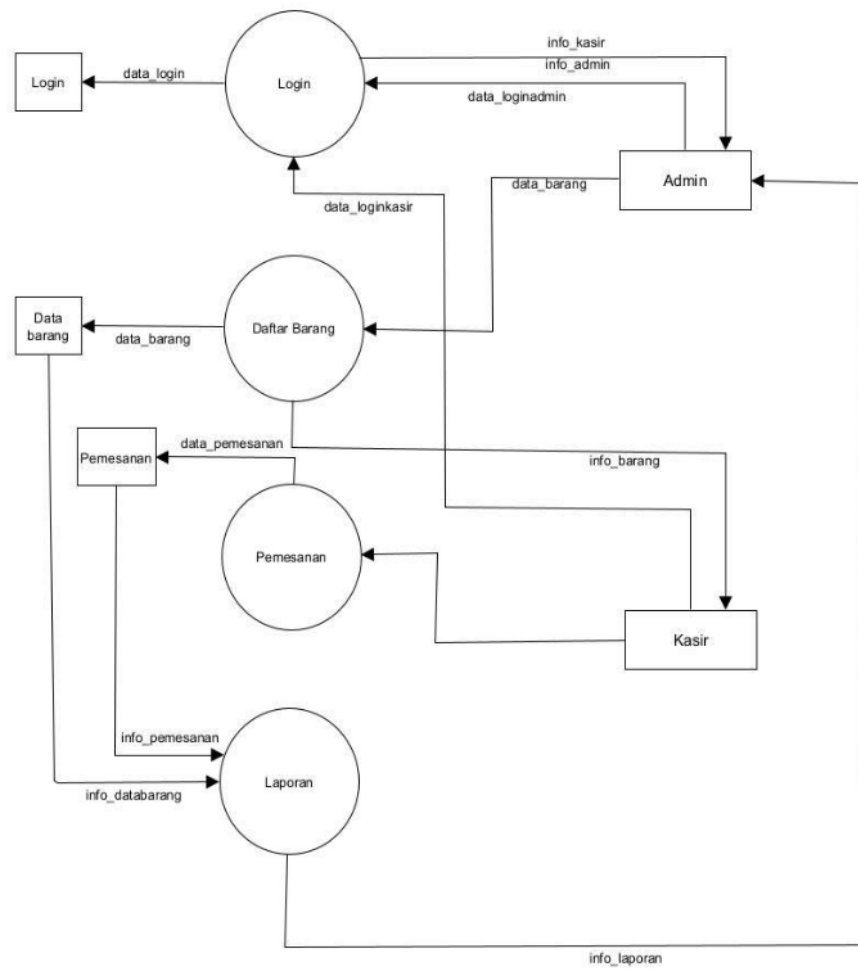 info_kasir
info_admin
data_login
Login
Login
data_loginadmin
Admin
data_barang
data_loginkasir
Data
barang
data_barang
Daftar Barang
data_pemesanan
Pemesanan
info_barang
Pemesanan
Kasir
info_pemesanan
Laporan
info_databarang
info_laporan